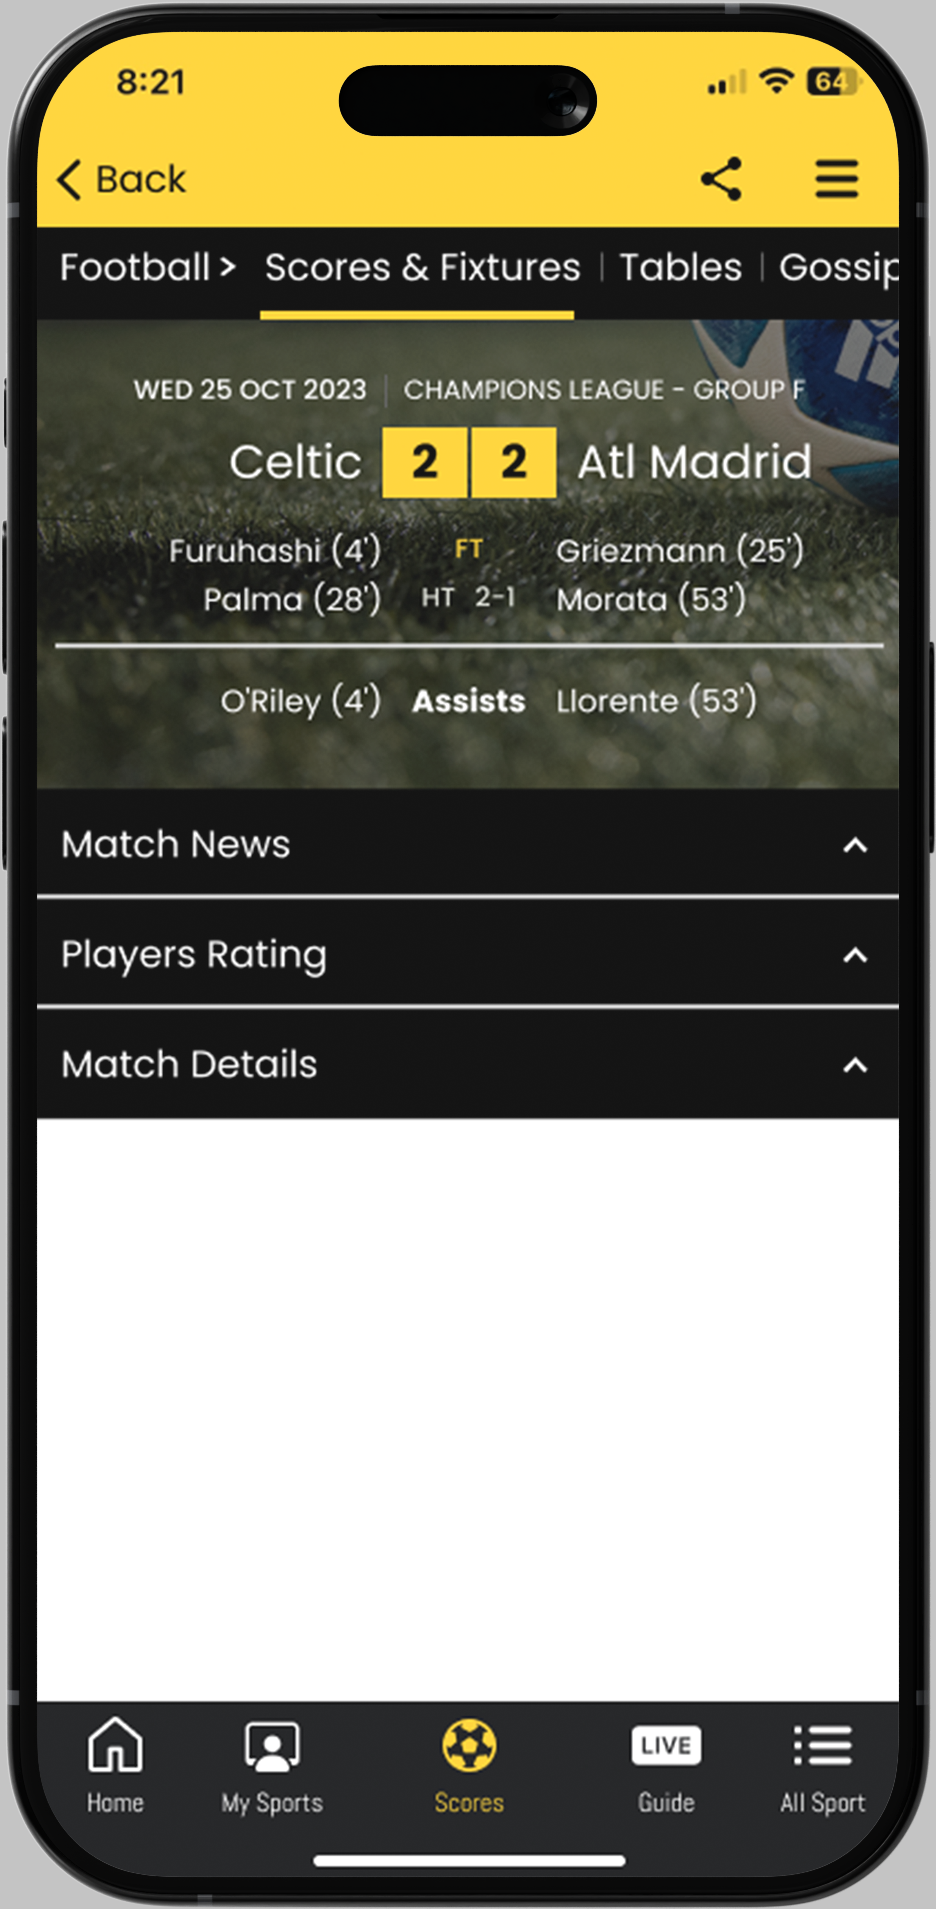 8:21 64
Back
Football > Scores & Fixtures | Tables | Gossip
WED 25 OCT 2023 | CHAMPIONS LEAGUE - GROUP F
Celtic 2 2 Atl Madrid
Furuhashi (4') FT Griezmann (25')
Palma (28') HT 2-1 Morata (53')
O'Riley (4') Assists Llorente (53')
Match News
Players Rating
Match Details
LIVE
Home My Sports Scores Guide All Sport